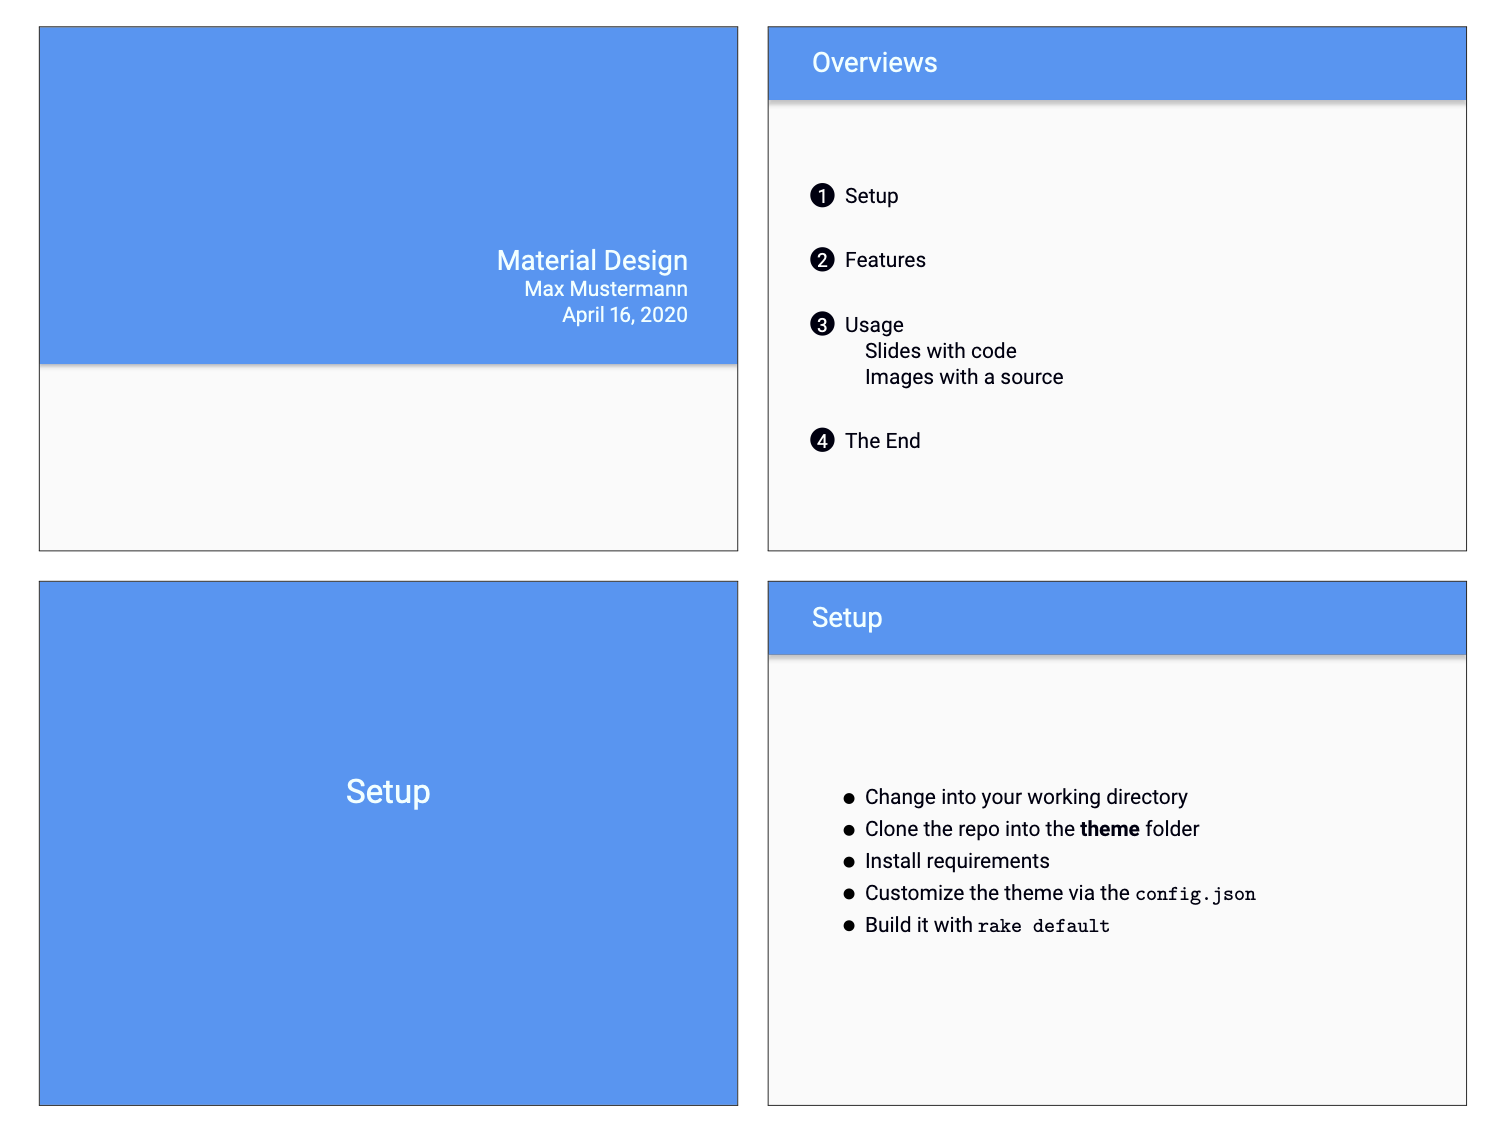 Material Design
Max Mustermann
April 16, 2020
Overviews
1 Setup
2 Features
3 Usage
Slides with code
Images with a source
4 The End
Setup
Setup
● Change into your working directory
● Clone the repo into the theme folder
● Install requirements
● Customize the theme via the config.json
● Build it with rake default